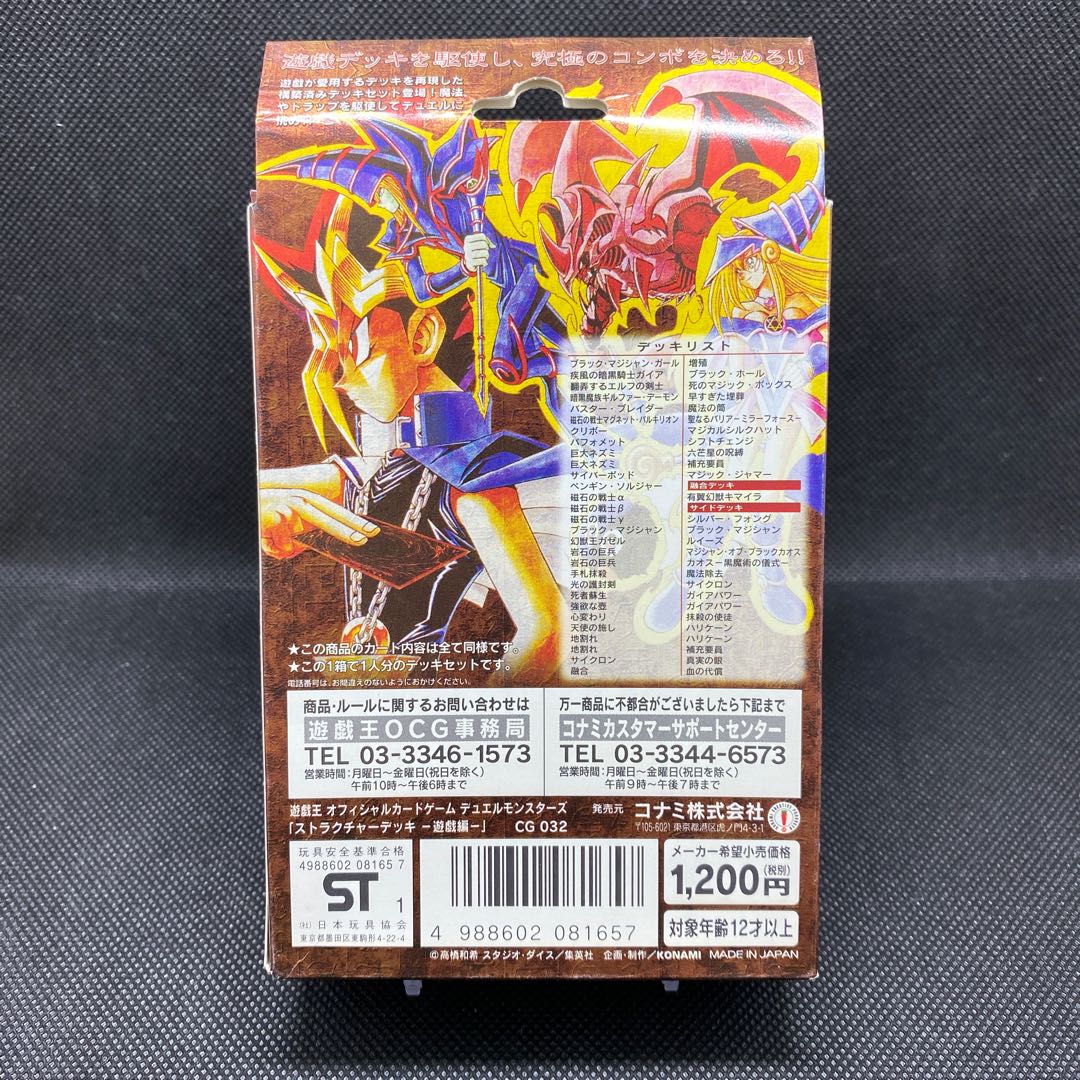 遊戯デッキを駆使し、究極のコンボを決めろ!!
遊戯が愛用するデッキを再現した
構築済みデッキセット登場!魔法
やトラップを駆使してデュエルに
デッキリスト
ブラック・マジシャン・ガール
疾風の暗黒騎士ガイア
翻弄するエルフの剣士
暗黒魔族ギルファー・デーモン
バスター・ブレイダー
磁石の戦士マグネット・バルキリオン
クリボー
バフォメット
巨大ネズミ
巨大ネズミ
サイバーポッド
ペンギン・ソルジャー
磁石の戦士α
磁石の戦士β
磁石の戦士γ
ブラック・マジシャン
幻獣王ガゼル
岩石の巨兵
岩石の巨兵
手札抹殺
光の護封剣
死者蘇生
強欲な壺
心変わり
天使の施し
地割れ
地割れ
サイクロン
融合
増殖
ブラック・ホール
死のマジック・ボックス
早すぎた埋葬
魔法の筒
聖なるバリアーミラーフォースー
マジカルシルクハット
シフトチェンジ
六芒星の呪縛
補充要員
マジック・ジャマー
融合デッキ
有翼幻獣キマイラ
サイドデッキ
シルバー・フォング
ブラック・マジシャン
ルイーズ
マジシャン・オブ・ブラックカオス
カオスー黒魔術の儀式ー
魔法除去
サイクロン
ガイアパワー
ガイアパワー
抹殺の使徒
ハリケーン
ハリケーン
補充要員
真実の眼
血の代償
★この商品のカード内容は全て同様です。
★この1箱で1人分のデッキセットです。
電話番号は、お間違えのないようにおかけください。
商品・ルールに関するお問い合わせは
遊戯王OCG事務局
TEL 03-3346-1573
営業時間:月曜日〜金曜日(祝日を除く)
午前10時〜午後6時まで
万一商品に不都合がございましたら下記まで
コナミカスタマーサポートセンター
TEL 03-3344-6573
営業時間:月曜日〜金曜日(祝日を除く)
午前9時〜午後7時まで
遊戯王 オフィシャルカードゲーム デュエルモンスターズ
「ストラクチャーデッキ −遊戯編−」 CG 032
発売元 コナミ株式会社
〒105-6021 東京都港区虎ノ門4-3-1
玩具安全基準合格
4988602 08165 7
ST 1
(社)日本玩具協会
東京都墨田区東駒形4-22-4
4 988602 081657
メーカー希望小売価格
1,200円(税別)
対象年齢12才以上
©高橋和希 スタジオ・ダイス/集英社 企画・制作/KONAMI MADE IN JAPAN